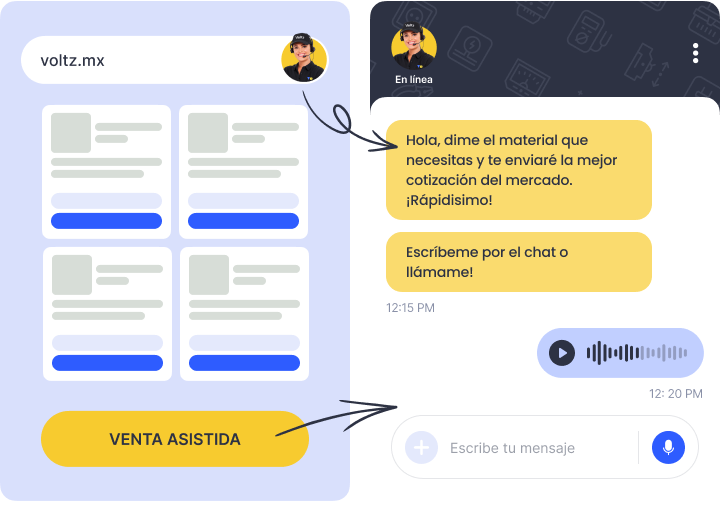 voltz.mx
VENTA ASISTIDA
En línea
Hola, dime el material que
necesitas y te enviaré la mejor
cotización del mercado.
¡Rápidisimo!
Escríbeme por el chat o
llámame!
12:15 PM
12: 20 PM
Escribe tu mensaje